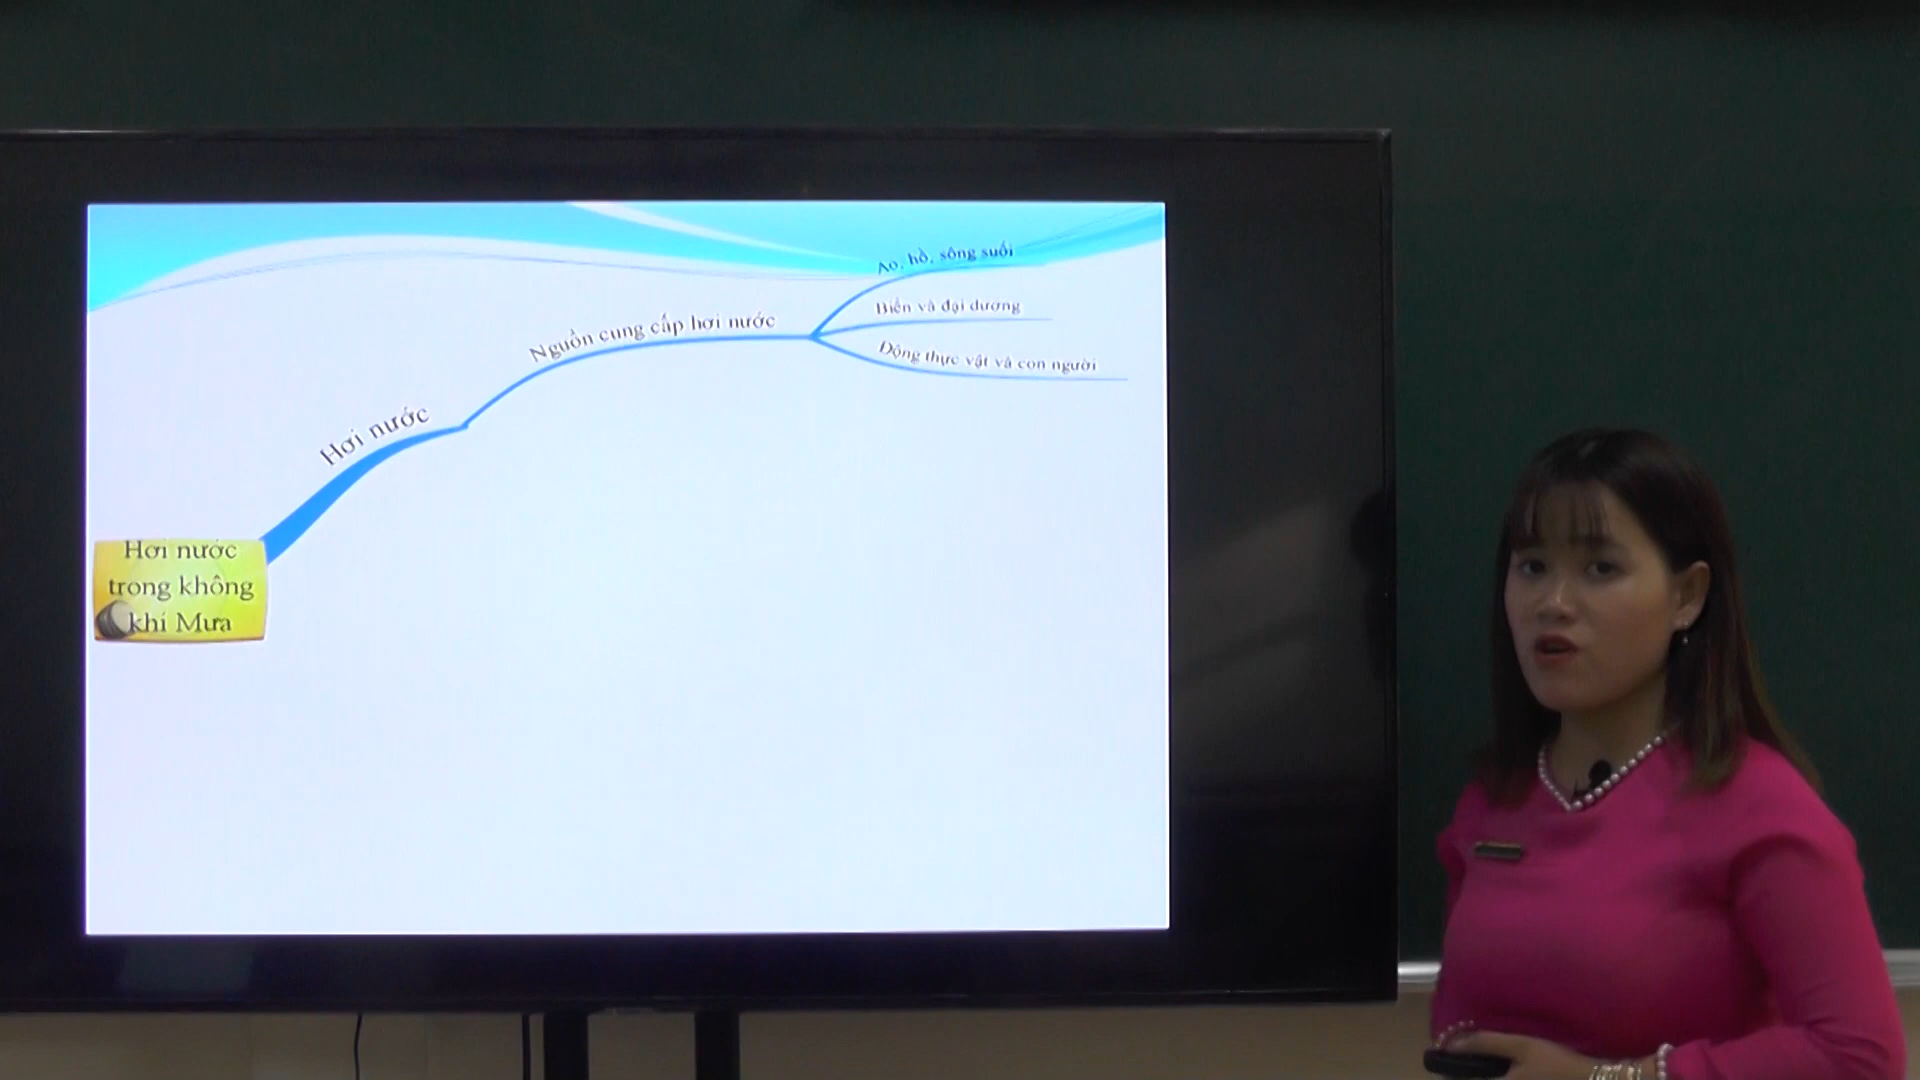 Ao, hồ, sông suối
Biển và đại dương
Nguồn cung cấp hơi nước
Động thực vật và con người
Hơi nước
Hơi nước
trong không
khí Mưa